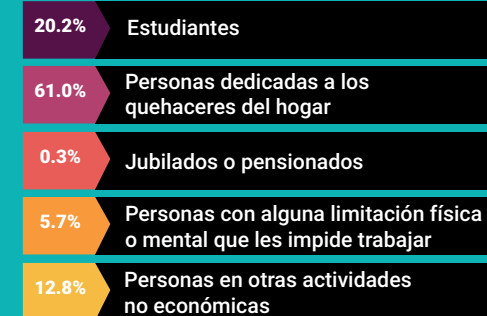 20.2% Estudiantes
61.0% Personas dedicadas a los
quehaceres del hogar
0.3% Jubilados o pensionados
5.7% Personas con alguna limitación física
o mental que les impide trabajar
12.8% Personas en otras actividades
no económicas